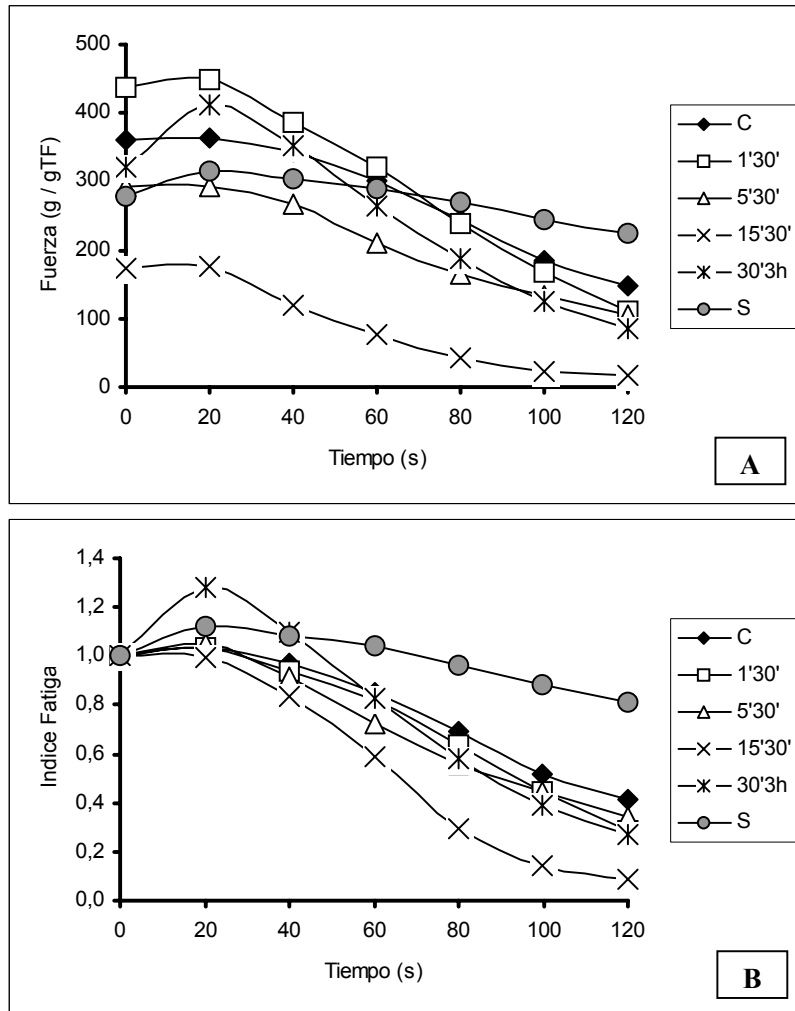 500
400
300
200
100
0
Fuerza (g / gTF)
0 20 40 60 80 100 120
Tiempo (s)
C
1'30'
5'30'
15'30'
30'3h
S
A
1,4
1,2
1,0
0,8
0,6
0,4
0,2
0,0
Indice Fatiga
0 20 40 60 80 100 120
Tiempo (s)
C
1'30'
5'30'
15'30'
30'3h
S
B